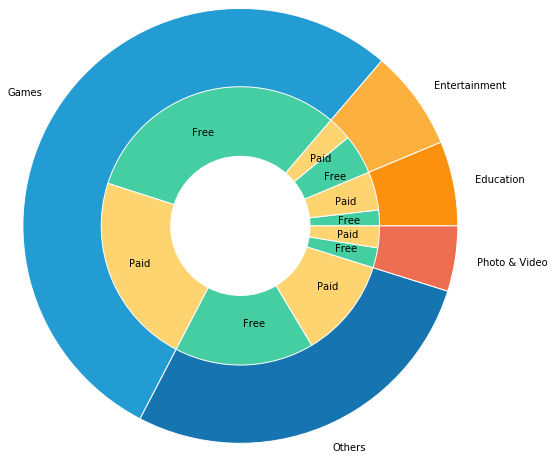 Games
Entertainment
Free
Paid
Free
Education
Paid
Free
Paid
Free
Photo & Video
Paid
Paid
Free
Others